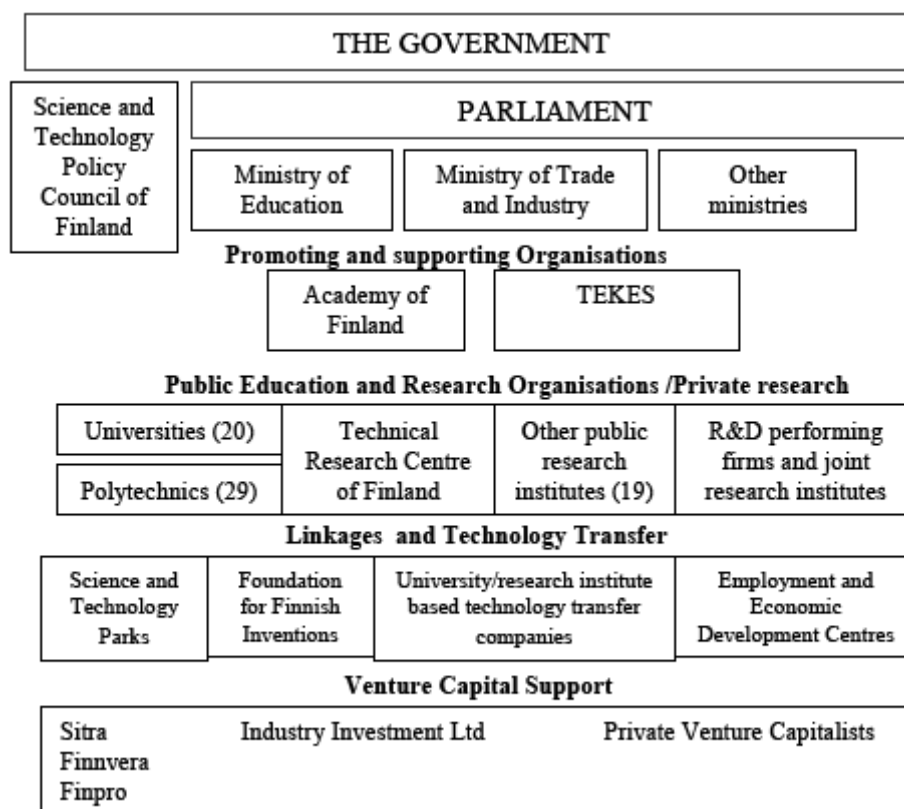 THE GOVERNMENT
Science and
Technology
Policy
Council of
Finland
PARLIAMENT
Ministry of
Education
Ministry of Trade
and Industry
Other
ministries
Promoting and supporting Organisations
Academy of
Finland
TEKES
Public Education and Research Organisations /Private research
Universities (20)
Polytechnics (29)
Technical
Research Centre
of Finland
Other public
research
institutes (19)
R&D performing
firms and joint
research institutes
Linkages and Technology Transfer
Science and
Technology
Parks
Foundation
for Finnish
Inventions
University/research institute
based technology transfer
companies
Employment and
Economic
Development Centres
Venture Capital Support
Sitra
Finnvera
Finpro
Industry Investment Ltd
Private Venture Capitalists